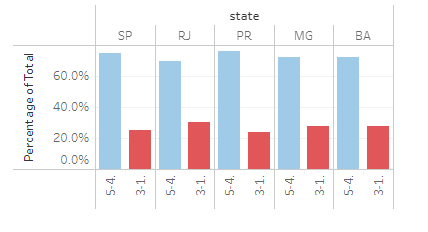 state
SP RJ PR MG BA
Percentage of Total
60.0%
40.0%
20.0%
0.0%
5-4. 3-1. 5-4. 3-1. 5-4. 3-1. 5-4. 3-1. 5-4. 3-1.